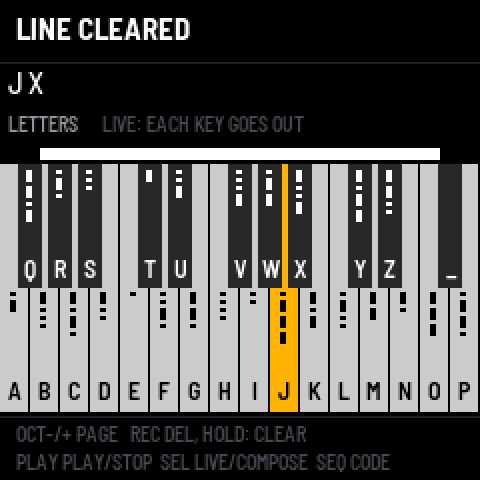 LINE CLEARED
JX
LETTERS LIVE: EACH KEY GOES OUT
Q R S T U V W X Y Z _
A B C D E F G H I J K L M N O P
OCT-/+ PAGE REC DEL, HOLD: CLEAR
PLAY PLAY/STOP SEL LIVE/COMPOSE SEQ CODE